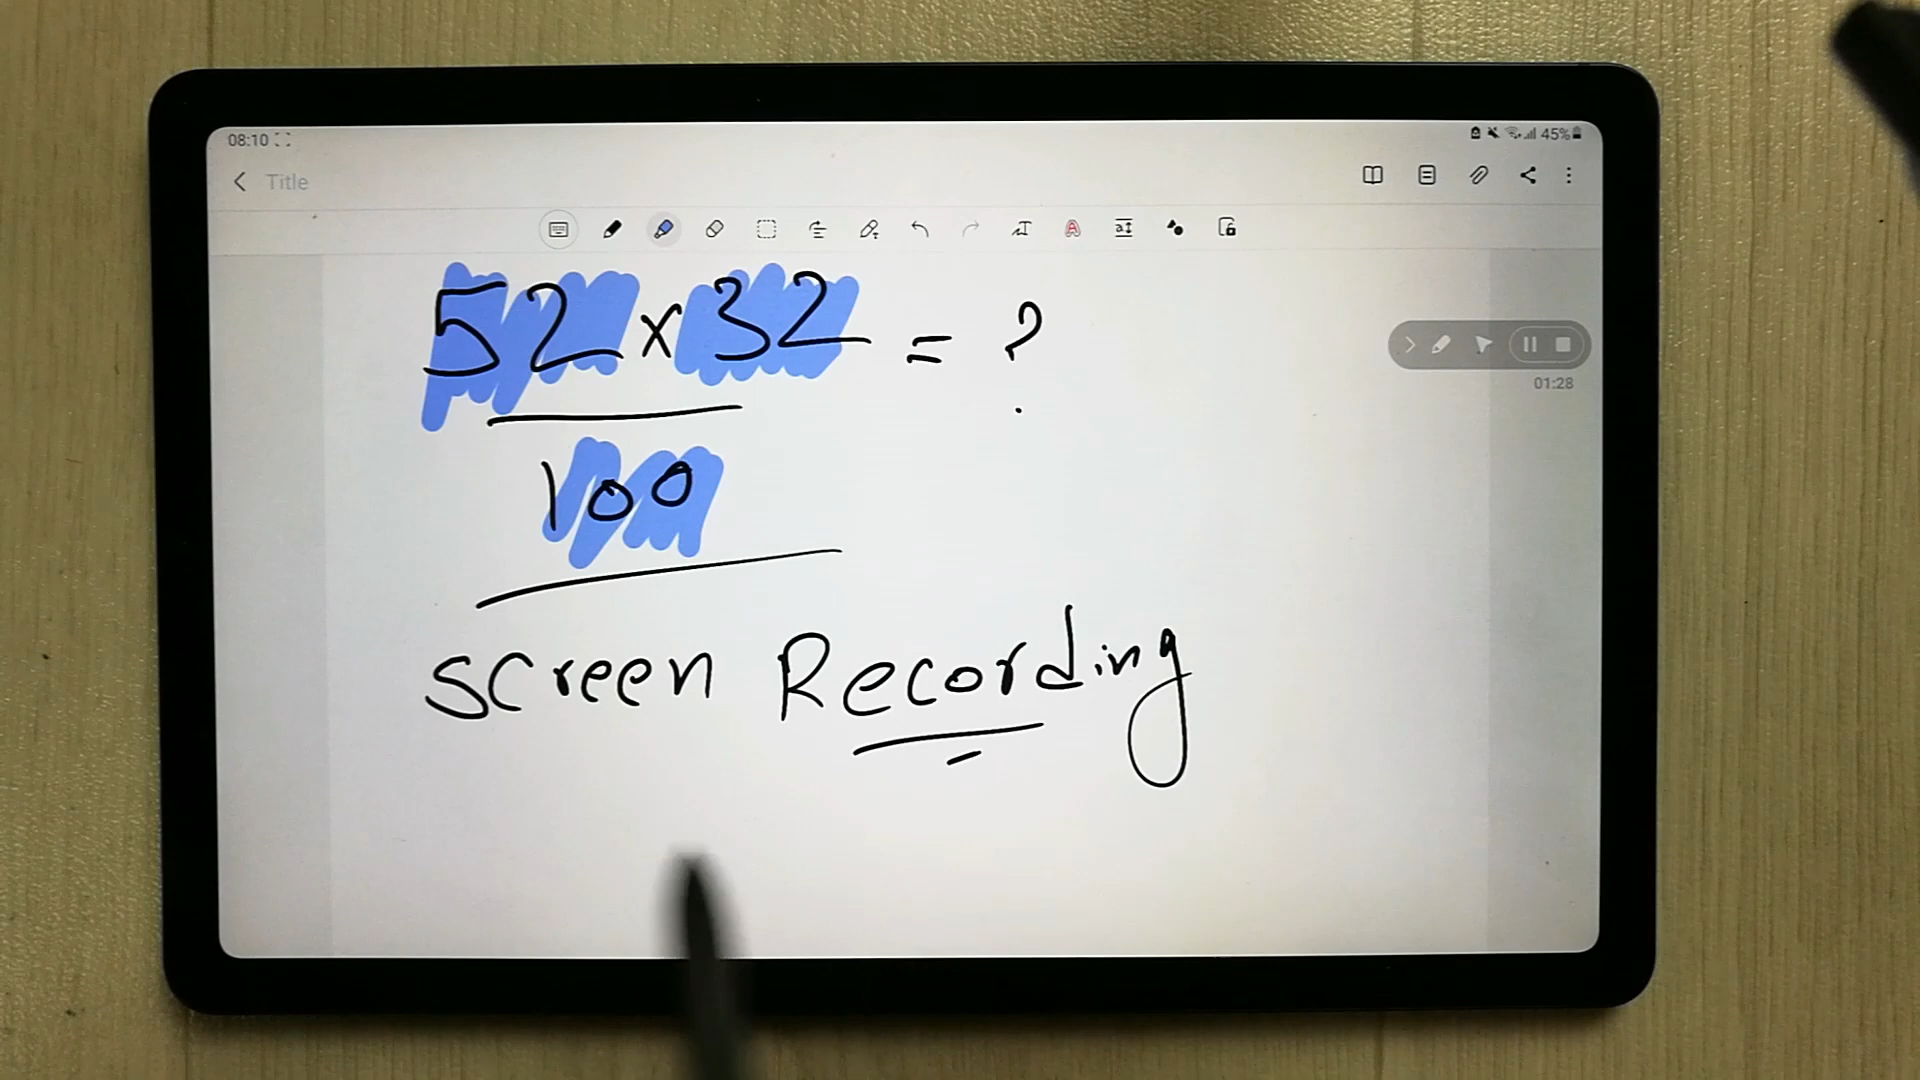 08:10
45%
Title
52 x 32 = ?
100
01:28
Screen Recording